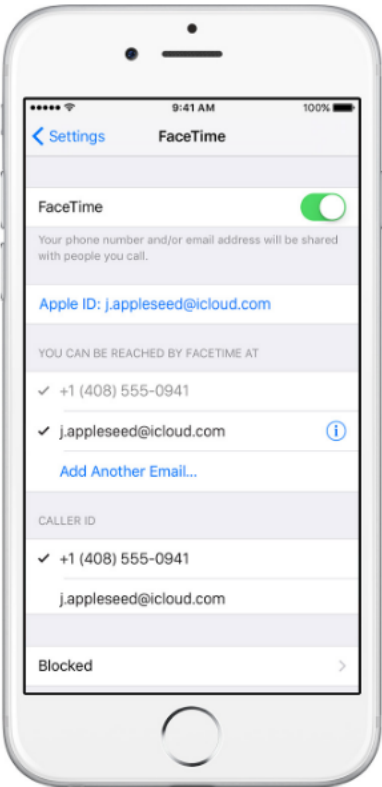 9:41 AM
100%
Settings
FaceTime
FaceTime
Your phone number and/or email address will be shared
with people you call.
Apple ID: j.appleseed@icloud.com
YOU CAN BE REACHED BY FACETIME AT
+1 (408) 555-0941
j.appleseed@icloud.com
Add Another Email...
CALLER ID
+1 (408) 555-0941
j.appleseed@icloud.com
Blocked